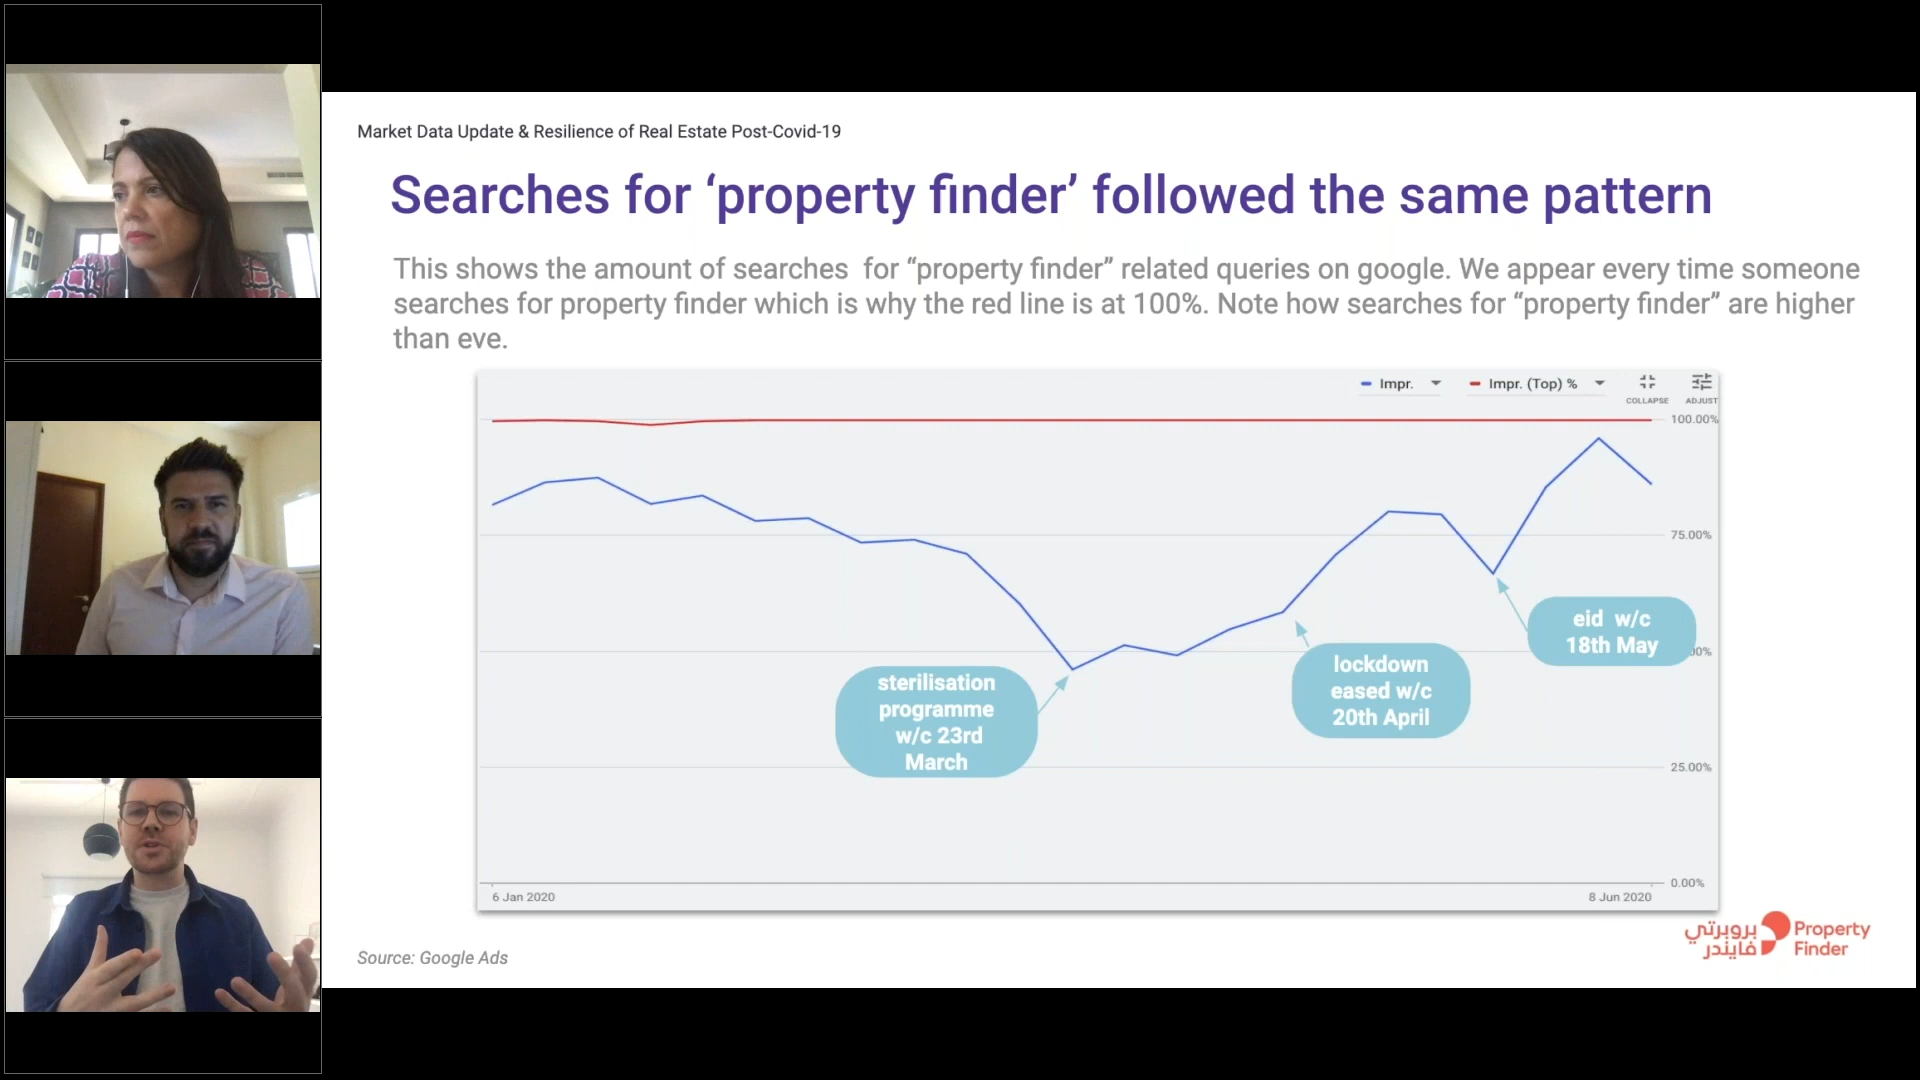 Market Data Update & Resilience of Real Estate Post-Covid-19
Searches for ‘property finder’ followed the same pattern
This shows the amount of searches  for “property finder” related queries on google. We appear every time someone
searches for property finder which is why the red line is at 100%. Note how searches for “property finder” are higher
than eve.
Impr.
Impr. (Top) %
COLLAPSE
ADJUST
100.00%
75.00%
eid w/c
18th May
0%
lockdown
eased w/c
20th April
sterilisation
programme
w/c 23rd
March
25.00%
0.00%
6 Jan 2020
8 Jun 2020
بروبرتي
فايندر
Property
Finder
Source: Google Ads